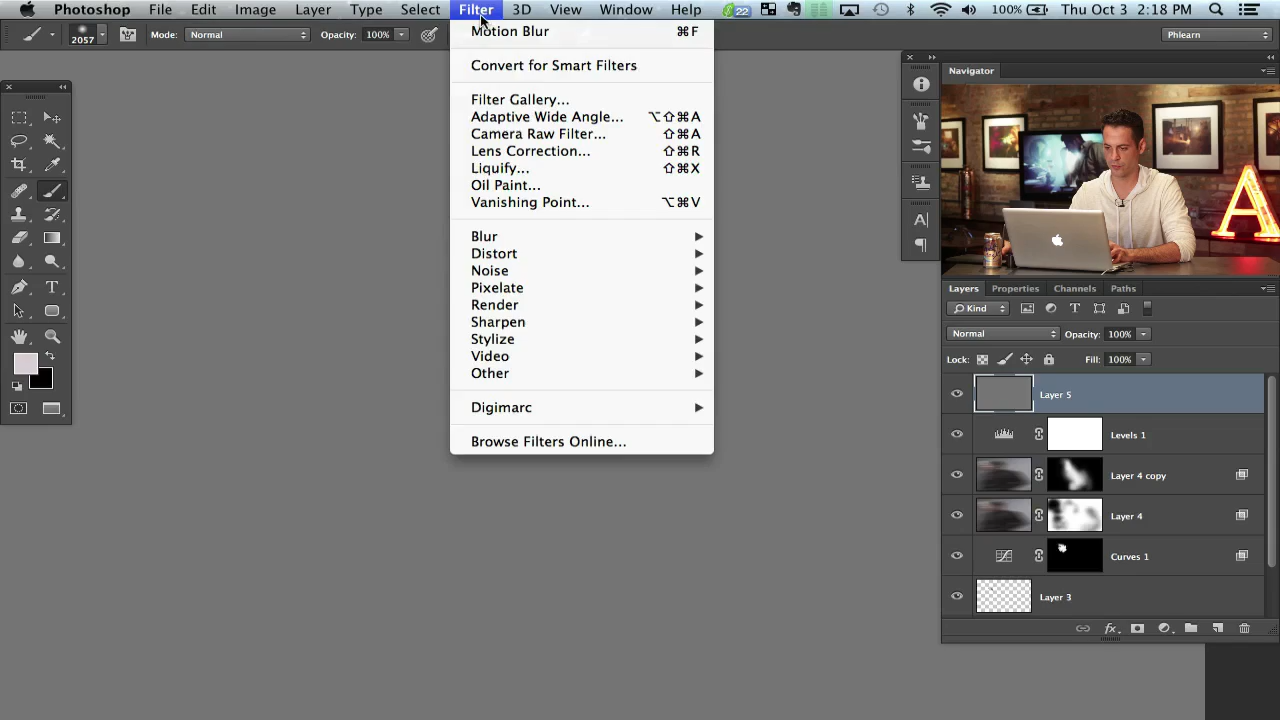 Photoshop File Edit Image Layer Type Select Filter 3D View Window Help 22 100% Thu Oct 3 2:18 PM
2057 Mode: Normal Opacity: 100% Phlearn
Motion Blur ⌘F
Convert for Smart Filters
Filter Gallery...
Adaptive Wide Angle... ⌥⇧⌘A
Camera Raw Filter... ⇧⌘A
Lens Correction... ⇧⌘R
Liquify... ⇧⌘X
Oil Paint...
Vanishing Point... ⌥⌘V
Blur
Distort
Noise
Pixelate
Render
Sharpen
Stylize
Video
Other
Digimarc
Browse Filters Online...
Navigator
A
Layers Properties Channels Paths
Kind
Normal Opacity: 100%
Lock: Fill: 100%
Layer 5
Levels 1
Layer 4 copy
Layer 4
Curves 1
Layer 3
fx